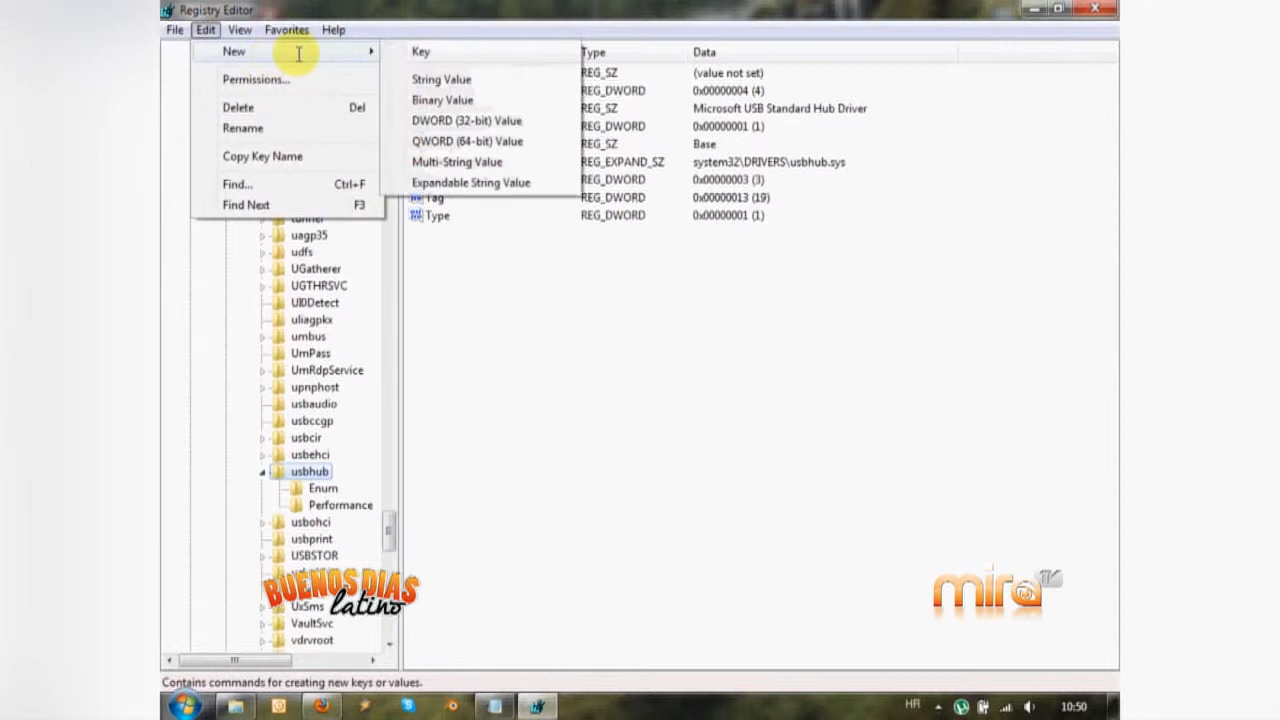 Registry Editor
File Edit View Favorites Help
New
Permissions...
Delete Del
Rename
Copy Key Name
Find... Ctrl+F
Find Next F3
Key
String Value
Binary Value
DWORD (32-bit) Value
QWORD (64-bit) Value
Multi-String Value
Expandable String Value
Type Data
REG_SZ (value not set)
REG_DWORD 0x00000004 (4)
REG_SZ Microsoft USB Standard Hub Driver
REG_DWORD 0x00000001 (1)
REG_SZ Base
REG_EXPAND_SZ system32\DRIVERS\usbhub.sys
REG_DWORD 0x00000003 (3)
Tag REG_DWORD 0x00000013 (19)
Type REG_DWORD 0x00000001 (1)
tunnel
uagp35
udfs
UGatherer
UGTHRSVC
UI0Detect
uliagpkx
umbus
UmPass
UmRdpService
upnphost
usbaudio
usbccgp
usbcir
usbehci
usbhub
Enum
Performance
usbohci
usbprint
USBSTOR
UxSms
VaultSvc
vdrvroot
BUENOS DIAS
latino
mira TV
Contains commands for creating new keys or values.
HR 10:50